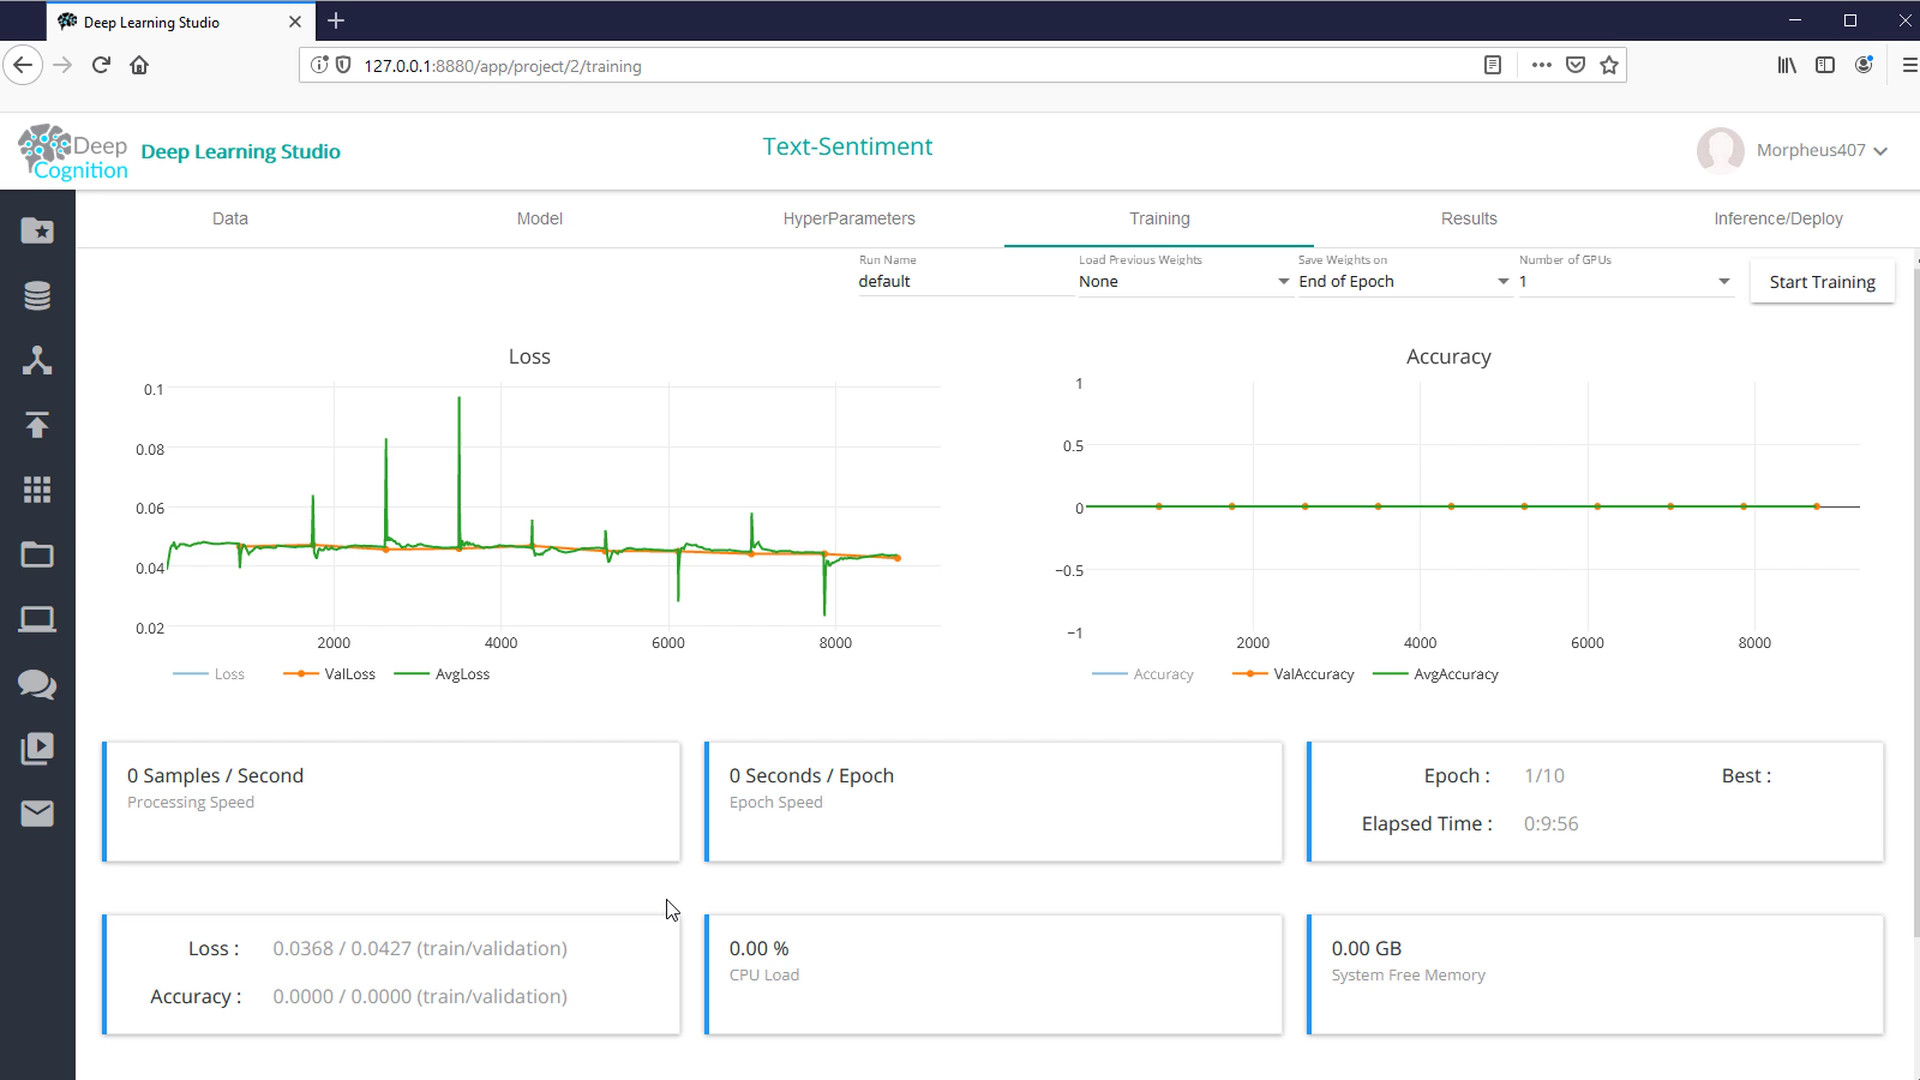 Deep Learning Studio
127.0.0.1:8880/app/project/2/training
Deep
Cognition
Deep Learning Studio
Text-Sentiment
Morpheus407
Data Model HyperParameters Training Results Inference/Deploy
Run Name Load Previous Weights Save Weights on Number of GPUs
default None End of Epoch 1 Start Training
Loss
0.1
0.08
0.06
0.04
0.02
2000 4000 6000 8000
Loss ValLoss AvgLoss
Accuracy
1
0.5
0
−0.5
−1
2000 4000 6000 8000
Accuracy ValAccuracy AvgAccuracy
0 Samples / Second
Processing Speed
0 Seconds / Epoch
Epoch Speed
Epoch : 1/10 Best :
Elapsed Time : 0:9:56
Loss : 0.0368 / 0.0427 (train/validation)
Accuracy : 0.0000 / 0.0000 (train/validation)
0.00 %
CPU Load
0.00 GB
System Free Memory